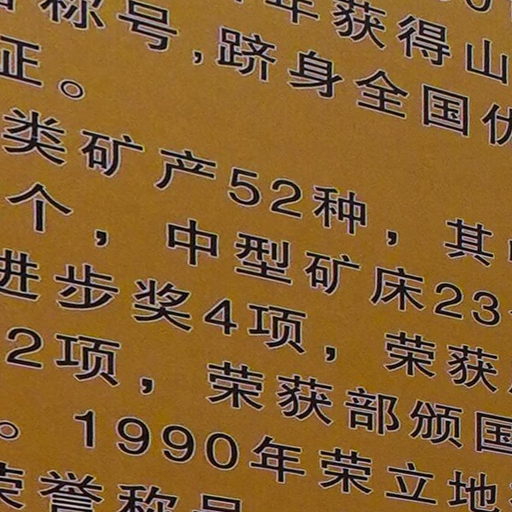 称号,跻身全国优
年获得山
证。
类矿产52种,其
个,中型矿床23
进步奖4项,荣获
2项,荣获部颁国
。1990年荣立地
荣誉称号